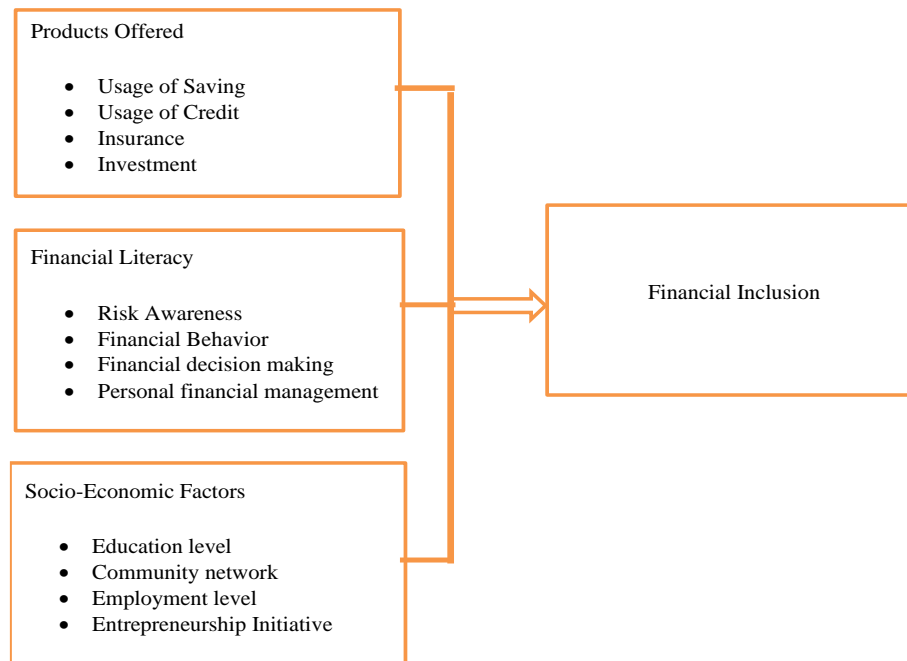 Products Offered
• Usage of Saving
• Usage of Credit
• Insurance
• Investment
Financial Literacy
• Risk Awareness
• Financial Behavior
• Financial decision making
• Personal financial management
Socio-Economic Factors
• Education level
• Community network
• Employment level
• Entrepreneurship Initiative
Financial Inclusion